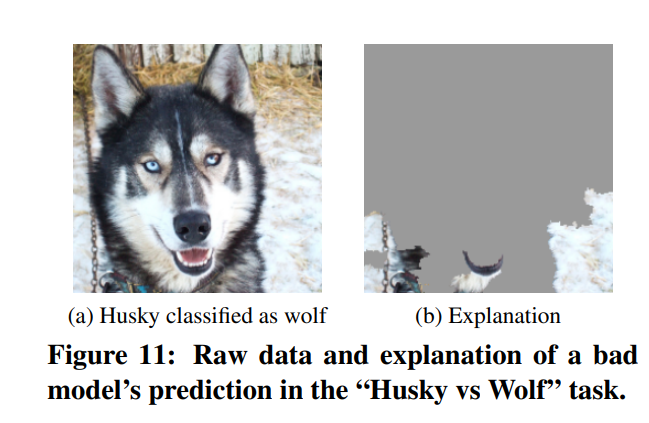 (a) Husky classified as wolf
(b) Explanation
Figure 11: Raw data and explanation of a bad
model’s prediction in the “Husky vs Wolf” task.